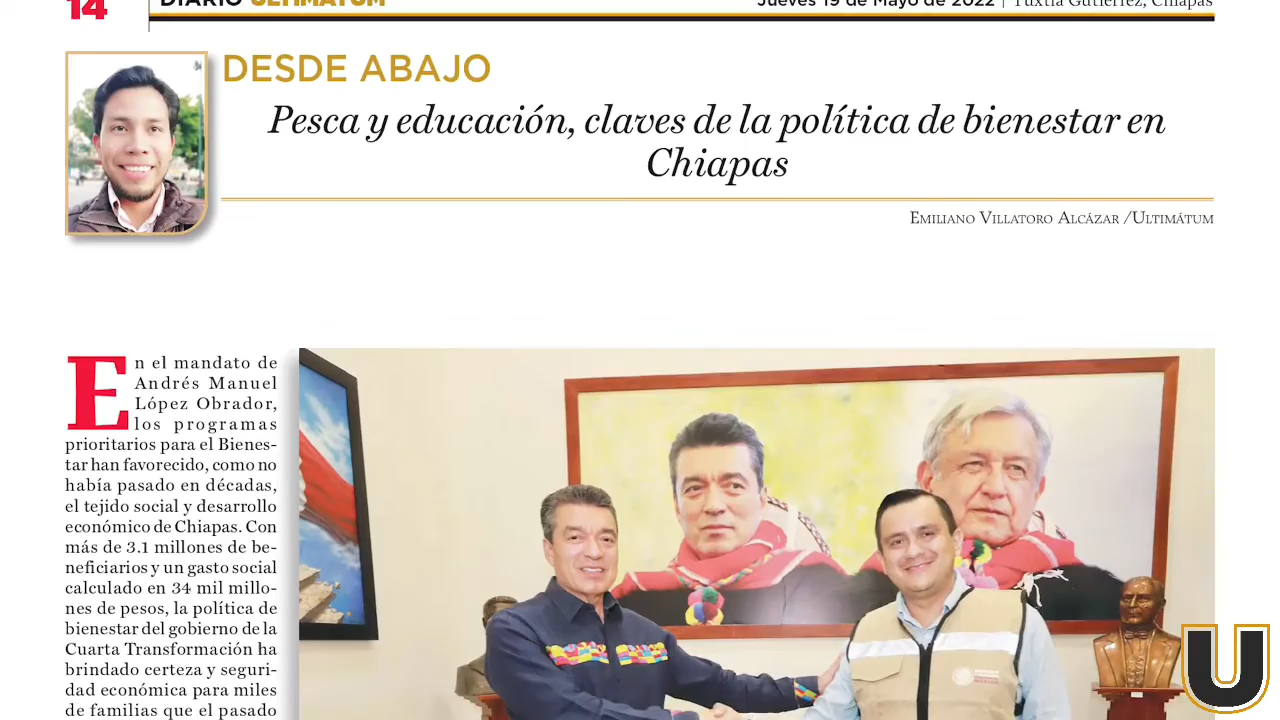 14
DIARIO ULTIMÁTUM
Jueves 19 de Mayo de 2022 | Tuxtla Gutiérrez, Chiapas
DESDE ABAJO
Pesca y educación, claves de la política de bienestar en
Chiapas
EMILIANO VILLATORO ALCÁZAR /ULTIMÁTUM
En el mandato de
Andrés Manuel
López Obrador,
los programas
prioritarios para el Bienes-
tar han favorecido, como no
había pasado en décadas,
el tejido social y desarrollo
económico de Chiapas. Con
más de 3.1 millones de be-
neficiarios y un gasto social
calculado en 34 mil millo-
nes de pesos, la política de
bienestar del gobierno de la
Cuarta Transformación ha
brindado certeza y seguri-
dad económica para miles
de familias que el pasado
U